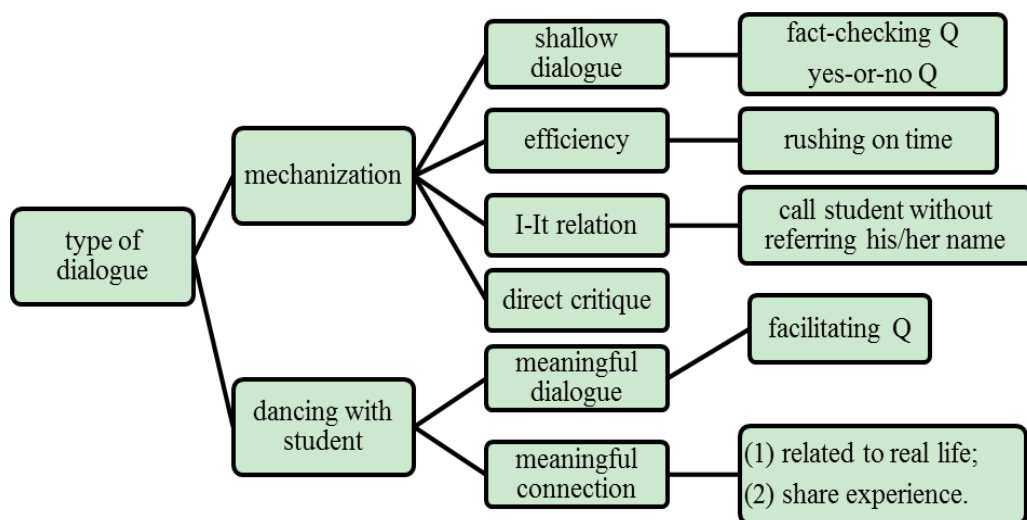 type of
dialogue
mechanization
shallow
dialogue
fact-checking Q
yes-or-no Q
efficiency
rushing on time
I-It relation
call student without
referring his/her name
direct critique
dancing with
student
meaningful
dialogue
facilitating Q
meaningful
connection
(1) related to real life;
(2) share experience.